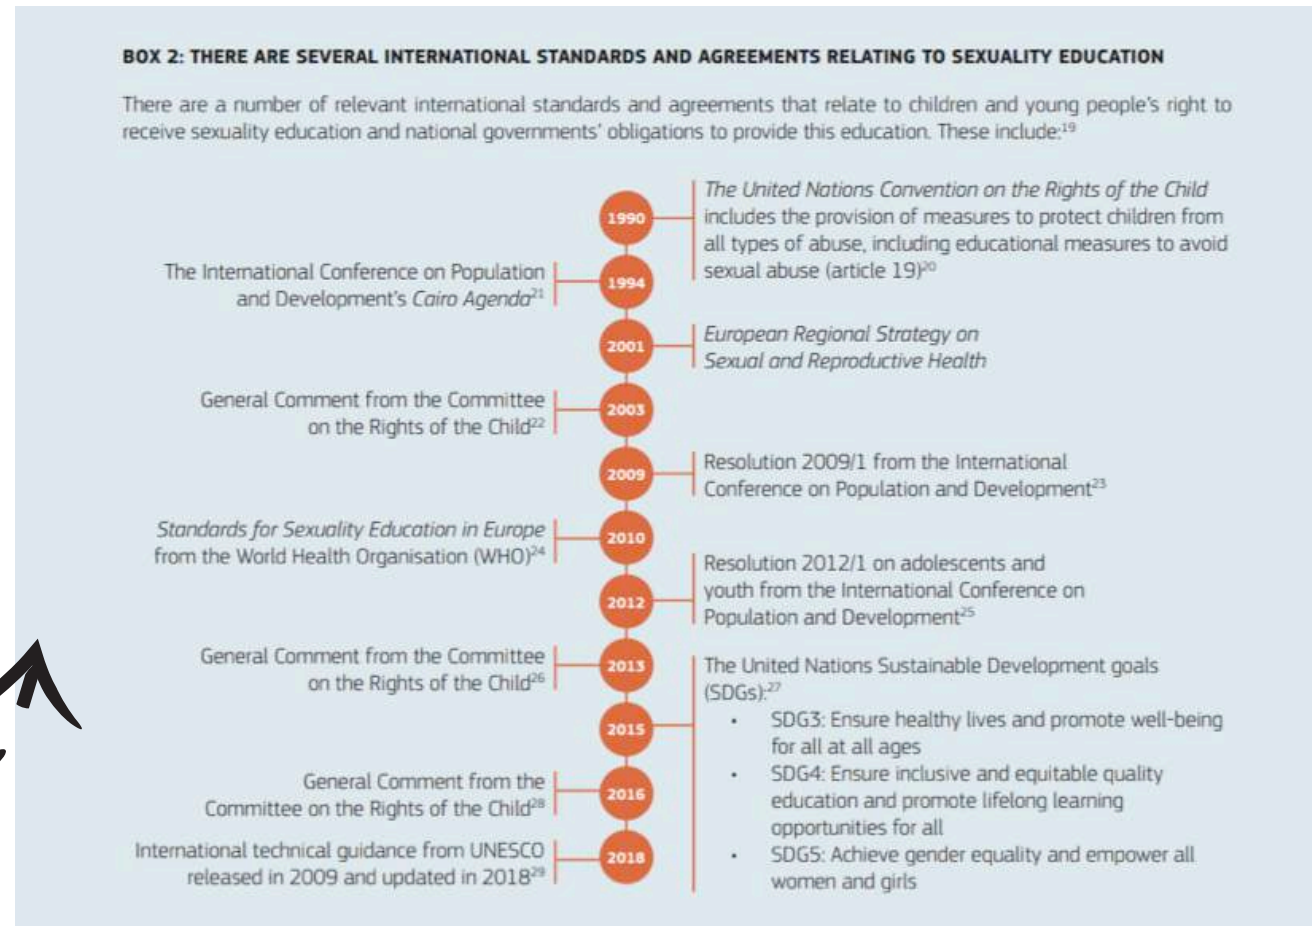 BOX 2: THERE ARE SEVERAL INTERNATIONAL STANDARDS AND AGREEMENTS RELATING TO SEXUALITY EDUCATION
There are a number of relevant international standards and agreements that relate to children and young people's right to
receive sexuality education and national governments' obligations to provide this education. These include:19
1990
The United Nations Convention on the Rights of the Child
includes the provision of measures to protect children from
all types of abuse, including educational measures to avoid
sexual abuse (article 19)20
The International Conference on Population
and Development's Cairo Agenda21
1994
2001
European Regional Strategy on
Sexual and Reproductive Health
General Comment from the Committee
on the Rights of the Child22
2003
2009
Resolution 2009/1 from the International
Conference on Population and Development23
Standards for Sexuality Education in Europe
from the World Health Organisation (WHO)24
2010
2012
Resolution 2012/1 on adolescents and
youth from the International Conference on
Population and Development25
General Comment from the Committee
on the Rights of the Child26
2013
2015
The United Nations Sustainable Development goals
(SDGs):27
• SDG3: Ensure healthy lives and promote well-being
for all at all ages
• SDG4: Ensure inclusive and equitable quality
education and promote lifelong learning
opportunities for all
• SDG5: Achieve gender equality and empower all
women and girls
General Comment from the
Committee on the Rights of the Child28
2016
International technical guidance from UNESCO
released in 2009 and updated in 201829
2018